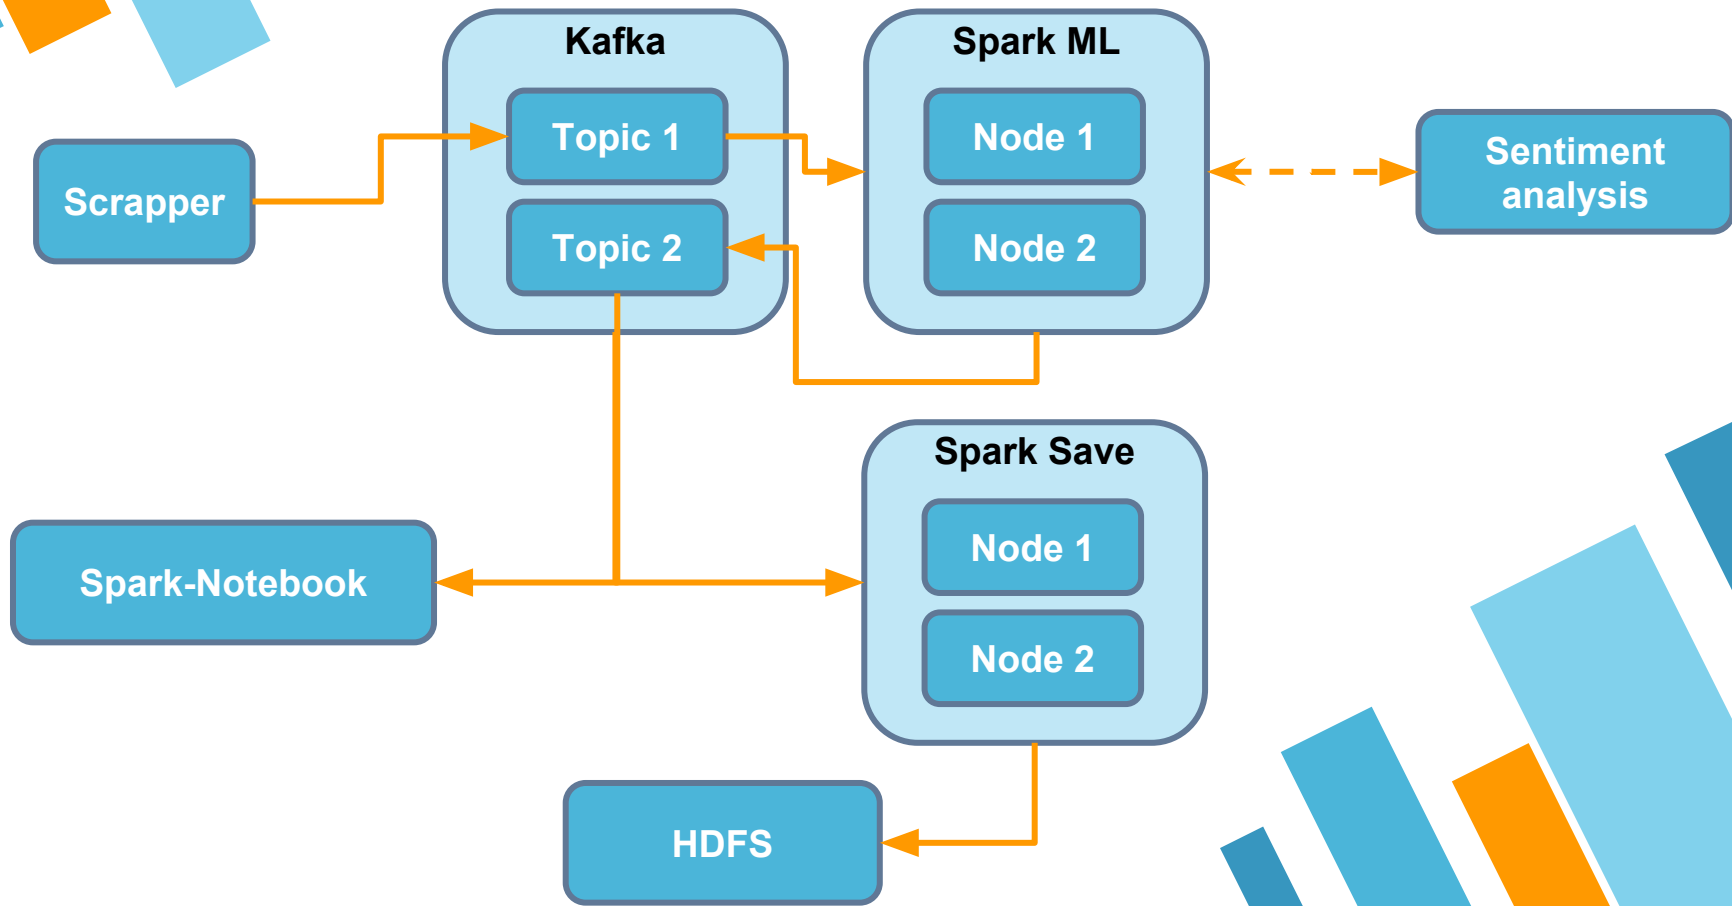 Kafka
Topic 1
Topic 2
Spark ML
Node 1
Node 2
Sentiment
analysis
Scrapper
Spark Save
Node 1
Node 2
Spark-Notebook
HDFS